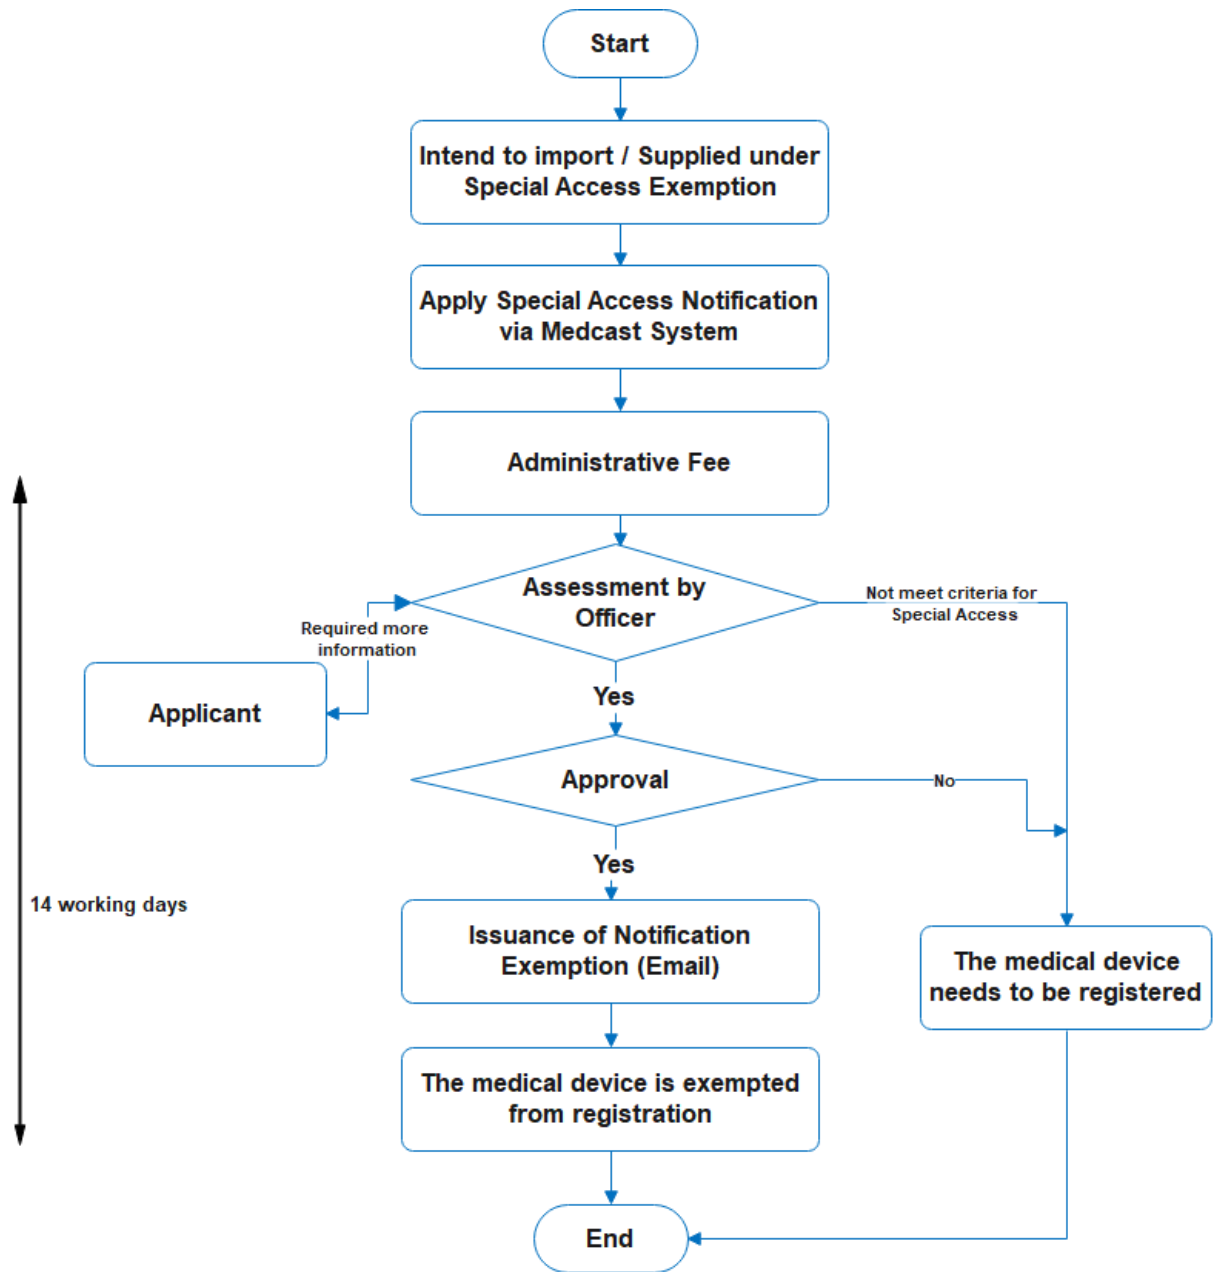 Start
Intend to import / Supplied under
Special Access Exemption
Apply Special Access Notification
via Medcast System
Administrative Fee
Assessment by
Officer
Not meet criteria for
Special Access
Required more
information
Applicant
Yes
Approval
No
Yes
14 working days
Issuance of Notification
Exemption (Email)
The medical device
needs to be registered
The medical device is exempted
from registration
End